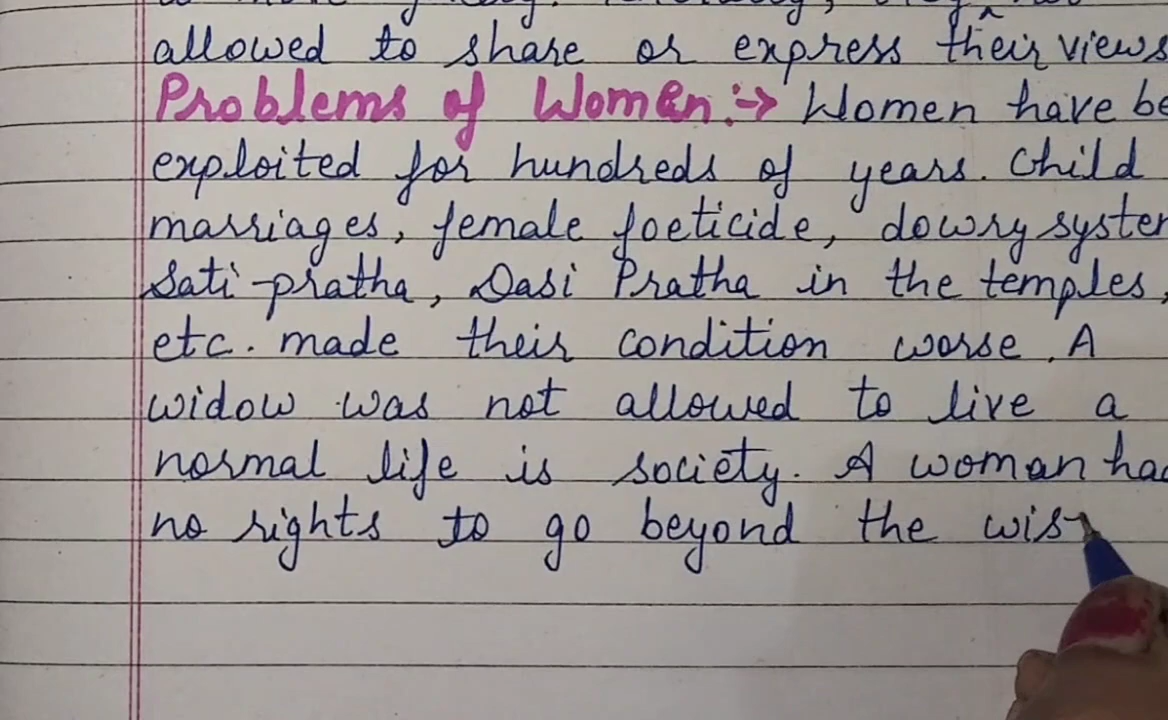 allowed to share or express their views
Problems of Women :→ Women have be
exploited for hundreds of years. Child
marriages, female foeticide, dowry syste
Sati-pratha, Dasi Pratha in the temples,
etc. made their condition worse. A
widow was not allowed to live a
normal life is society. A woman ha
no rights to go beyond the wis